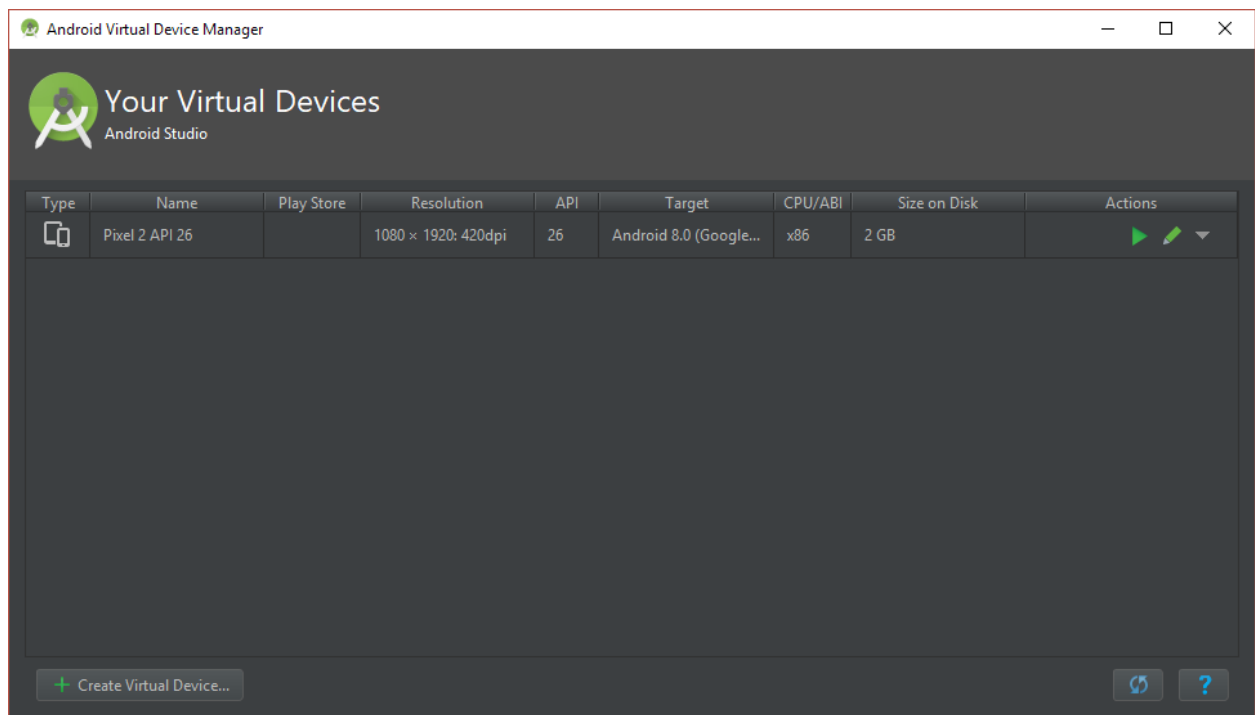 Android Virtual Device Manager
Your Virtual Devices
Android Studio
Type Name Play Store Resolution API Target CPU/ABI Size on Disk Actions
Pixel 2 API 26 1080 × 1920: 420dpi 26 Android 8.0 (Google... x86 2 GB
+ Create Virtual Device... ?